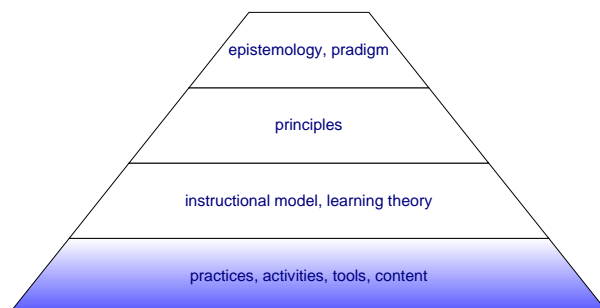 epistemology, pradigm
principles
instructional model, learning theory
practices, activities, tools, content